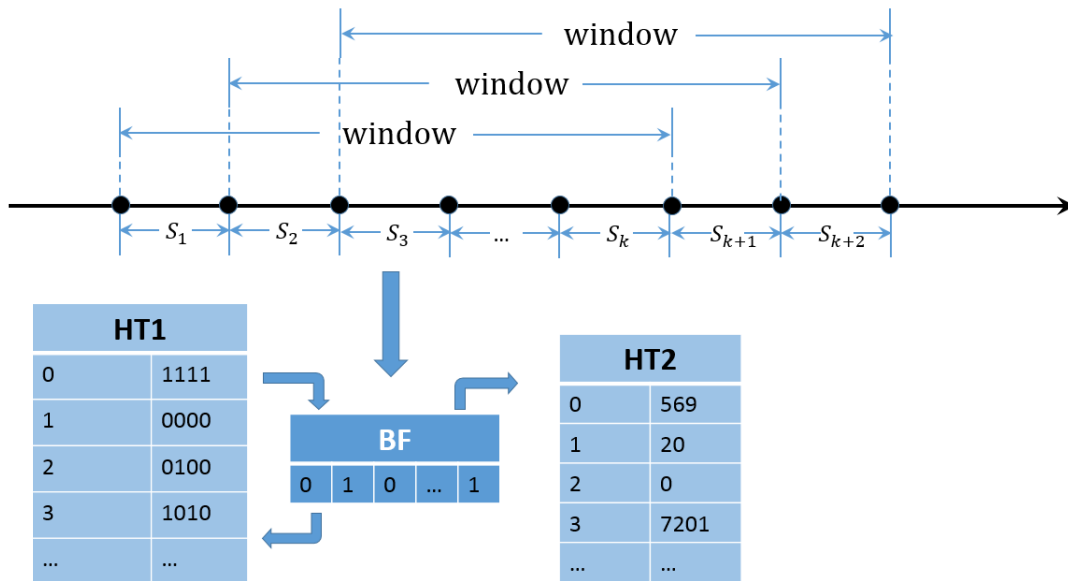 window
window
window
S₁ S₂ S₃ ... Sₖ Sₖ₊₁ Sₖ₊₂
HT1
0 1111
1 0000
2 0100
3 1010
... ...
BF
0 1 0 ... 1
HT2
0 569
1 20
2 0
3 7201
... ...